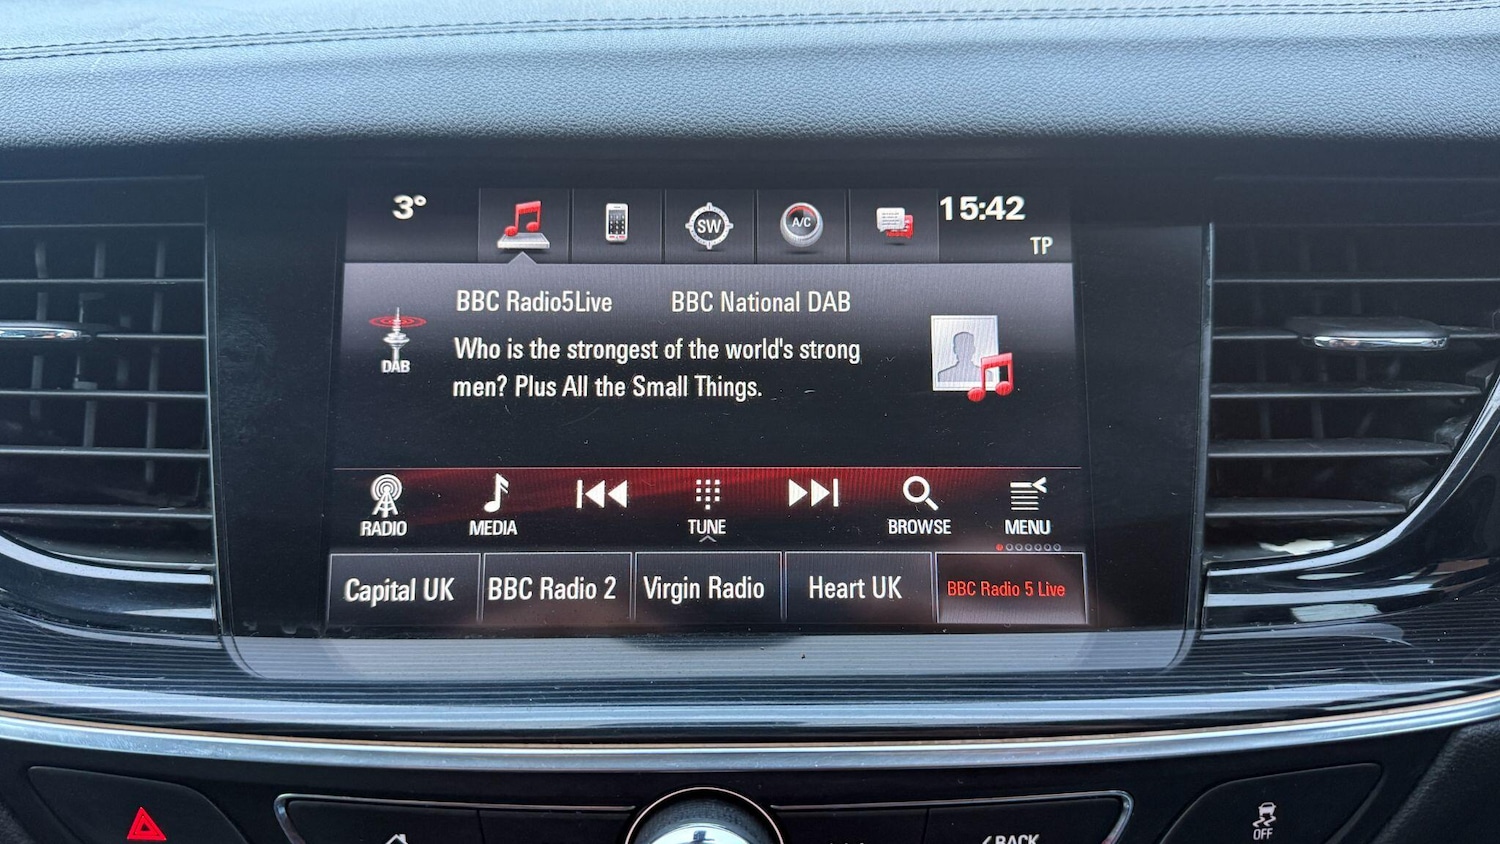 3°
SW
A/C
15:42
TP
BBC Radio5Live BBC National DAB
DAB
Who is the strongest of the world's strong
men? Plus All the Small Things.
RADIO
MEDIA
TUNE
BROWSE
MENU
Capital UK
BBC Radio 2
Virgin Radio
Heart UK
BBC Radio 5 Live
BACK
OFF